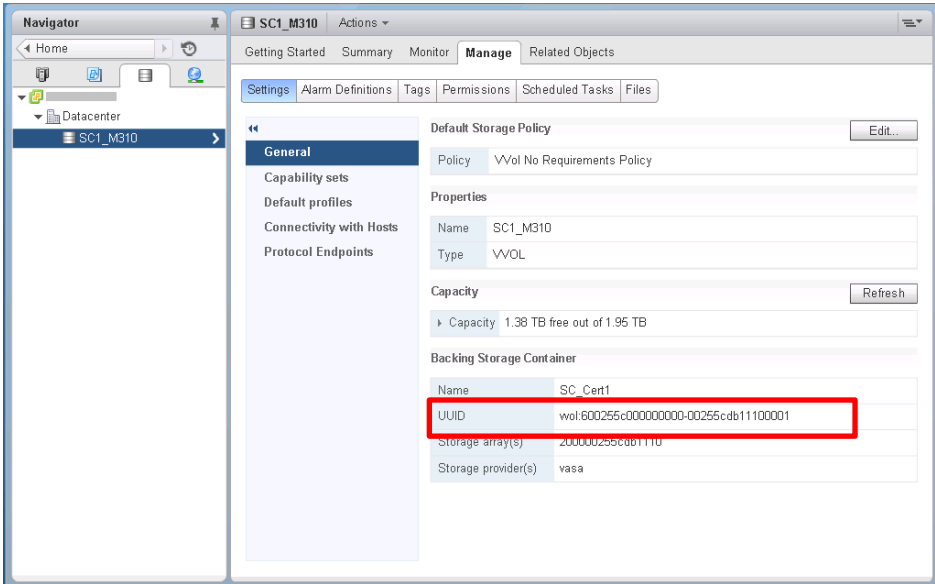 Navigator
SC1_M310 Actions
Home
Getting Started Summary Monitor Manage Related Objects
Settings Alarm Definitions Tags Permissions Scheduled Tasks Files
Datacenter
SC1_M310
General
Capability sets
Default profiles
Connectivity with Hosts
Protocol Endpoints
Default Storage Policy Edit...
Policy VVol No Requirements Policy
Properties
Name SC1_M310
Type VVOL
Capacity Refresh
Capacity 1.38 TB free out of 1.95 TB
Backing Storage Container
Name SC_Cert1
UUID vvol:600255c000000000-00255cdb11100001
Storage array(s) 200000255cdb1110
Storage provider(s) vasa